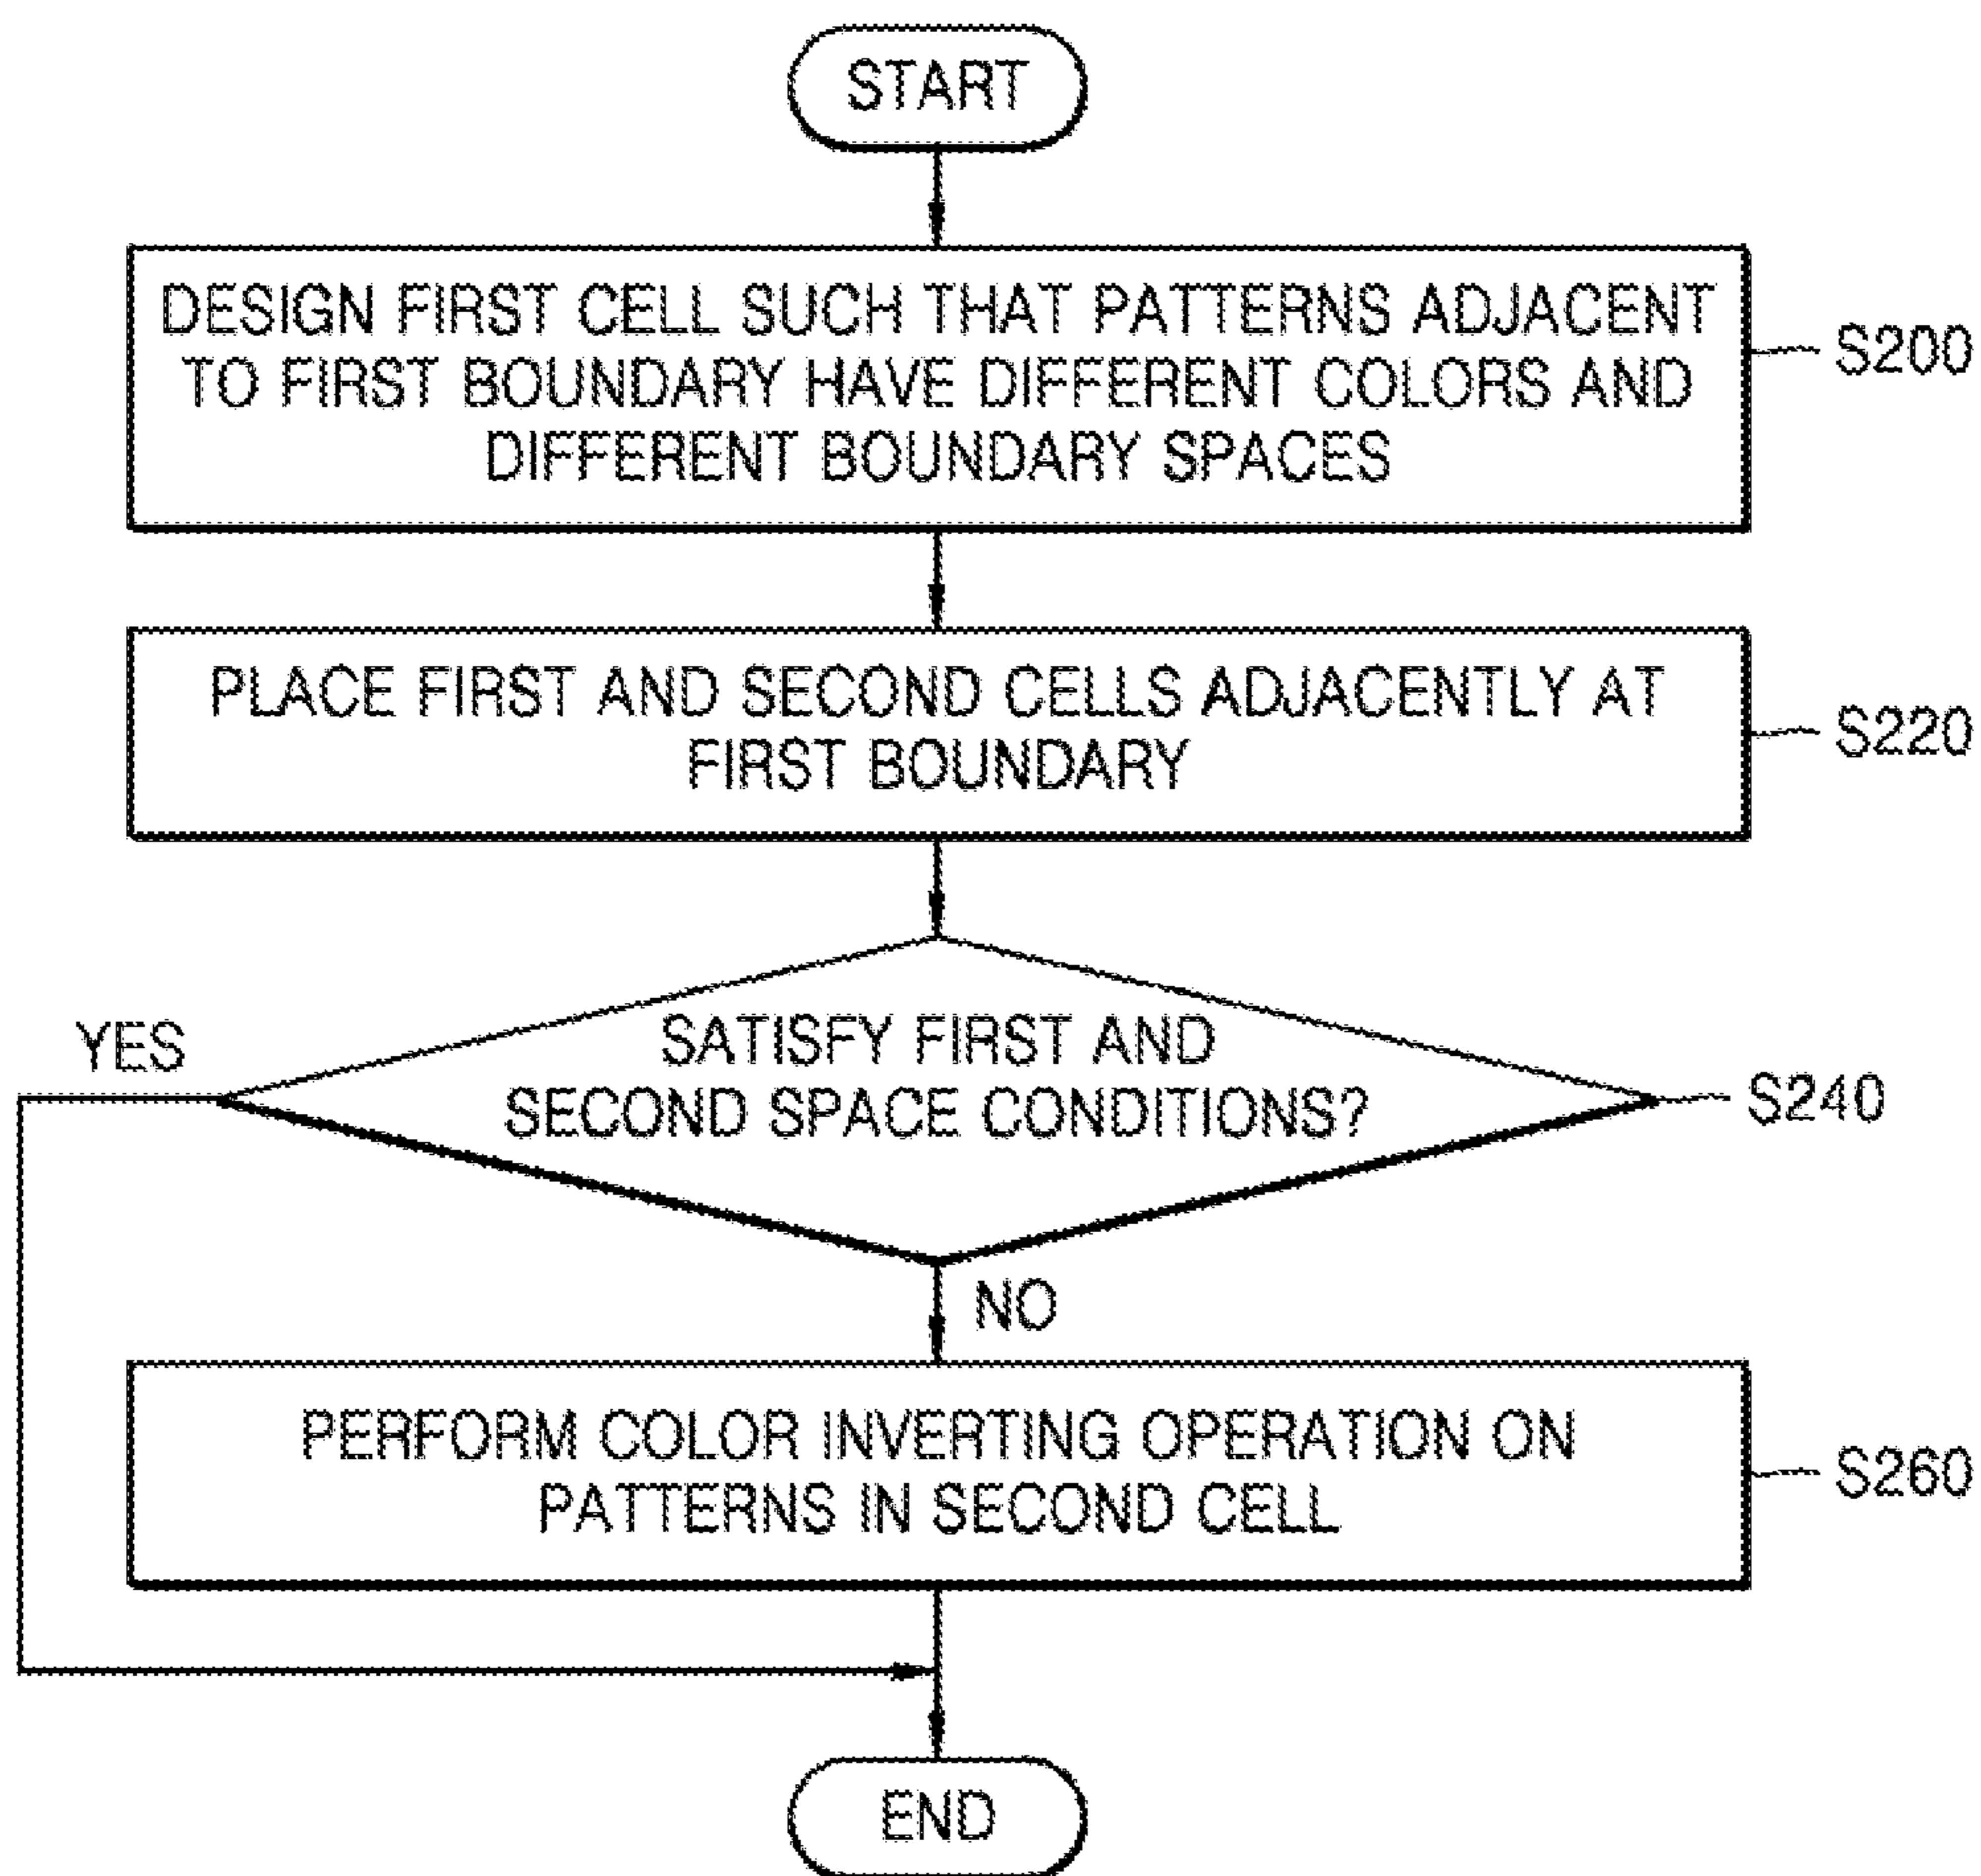 START
DESIGN FIRST CELL SUCH THAT PATTERNS ADJACENT
TO FIRST BOUNDARY HAVE DIFFERENT COLORS AND
DIFFERENT BOUNDARY SPACES
S200
PLACE FIRST AND SECOND CELLS ADJACENTLY AT
FIRST BOUNDARY
S220
YES
SATISFY FIRST AND
SECOND SPACE CONDITIONS?
S240
NO
PERFORM COLOR INVERTING OPERATION ON
PATTERNS IN SECOND CELL
S260
END